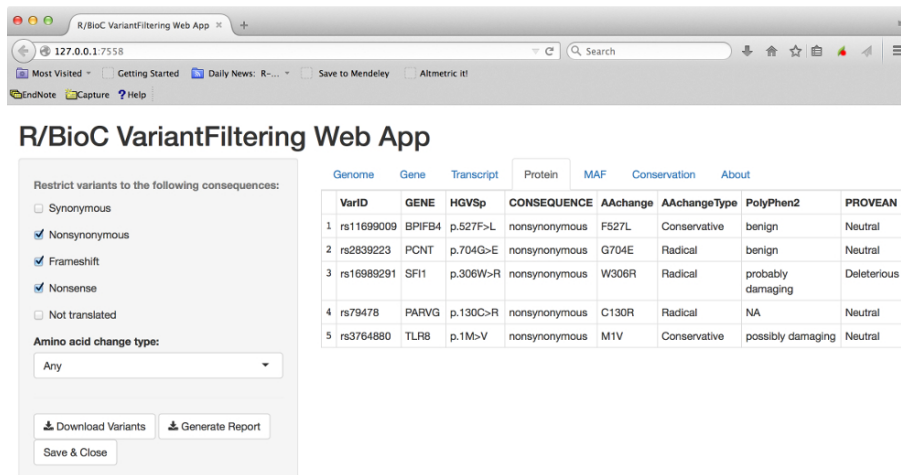 R/BioC VariantFiltering Web App × +
127.0.0.1:7558 Search
Most Visited Getting Started Daily News: R-... Save to Mendeley Altmetric it!
EndNote Capture ? Help
R/BioC VariantFiltering Web App
Restrict variants to the following consequences:
Synonymous
Nonsynonymous
Frameshift
Nonsense
Not translated
Amino acid change type:
Any
Download Variants Generate Report
Save & Close
Genome Gene Transcript Protein MAF Conservation About
VarID GENE HGVSp CONSEQUENCE AAchange AAchangeType PolyPhen2 PROVEAN
1 rs11699009 BPIFB4 p.527F>L nonsynonymous F527L Conservative benign Neutral
2 rs2839223 PCNT p.704G>E nonsynonymous G704E Radical benign Neutral
3 rs16989291 SFI1 p.306W>R nonsynonymous W306R Radical probably Deleterious
damaging
4 rs79478 PARVG p.130C>R nonsynonymous C130R Radical NA Neutral
5 rs3764880 TLR8 p.1M>V nonsynonymous M1V Conservative possibly damaging Neutral